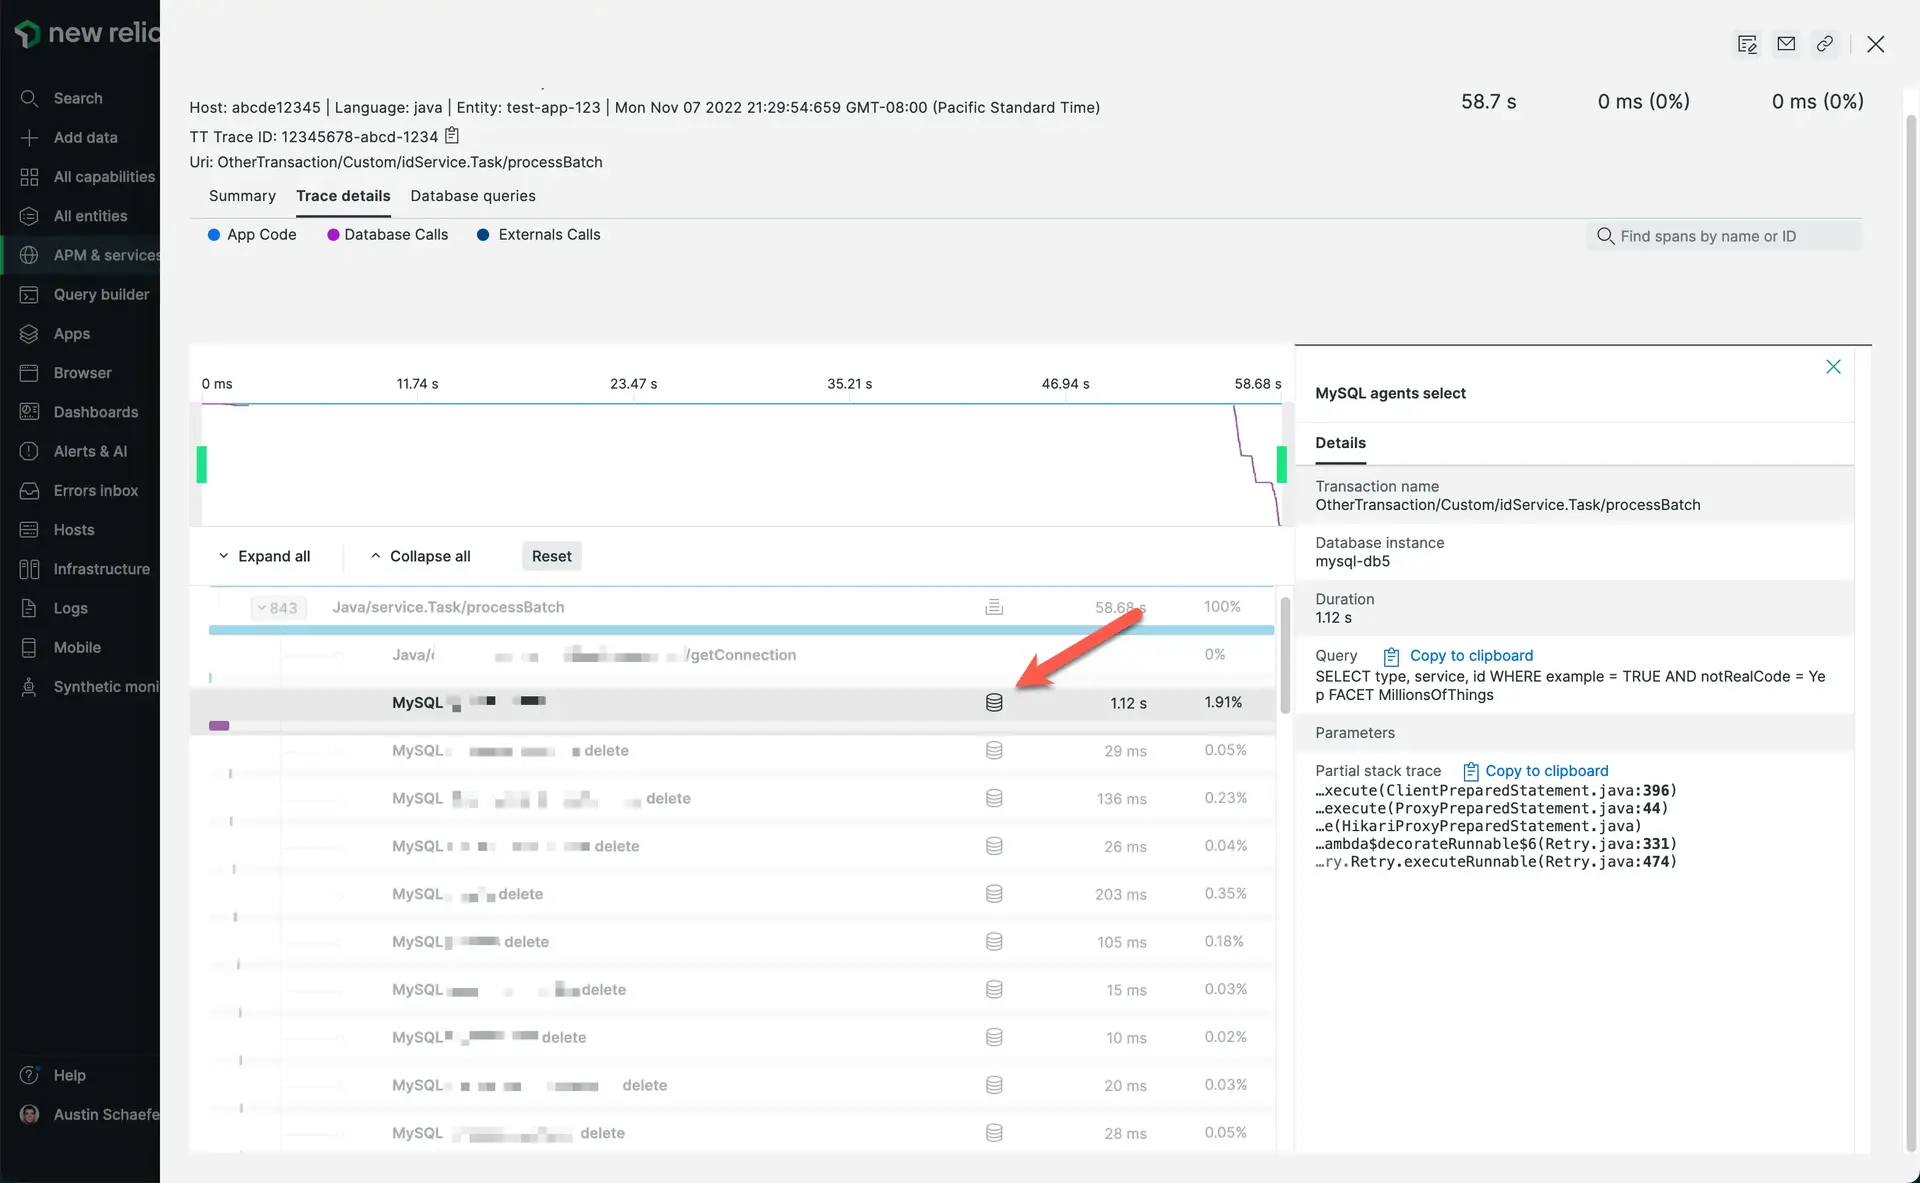 new relic
Search
Add data
All capabilities
All entities
APM & services
Query builder
Apps
Browser
Dashboards
Alerts & AI
Errors inbox
Hosts
Infrastructure
Logs
Mobile
Synthetic moni
Help
Austin Schaefe
Host: abcde12345 | Language: java | Entity: test-app-123 | Mon Nov 07 2022 21:29:54:659 GMT-08:00 (Pacific Standard Time)
58.7 s 0 ms (0%) 0 ms (0%)
TT Trace ID: 12345678-abcd-1234
Uri: OtherTransaction/Custom/idService.Task/processBatch
Summary Trace details Database queries
App Code Database Calls Externals Calls
Find spans by name or ID
0 ms 11.74 s 23.47 s 35.21 s 46.94 s 58.68 s
Expand all Collapse all Reset
843 Java/service.Task/processBatch 58.68 s 100%
Java/ /getConnection 0%
MySQL 1.12 s 1.91%
MySQL delete 29 ms 0.05%
MySQL delete 136 ms 0.23%
MySQL delete 26 ms 0.04%
MySQL delete 203 ms 0.35%
MySQL delete 105 ms 0.18%
MySQL delete 15 ms 0.03%
MySQL delete 10 ms 0.02%
MySQL delete 20 ms 0.03%
MySQL delete 28 ms 0.05%
MySQL agents select
Details
Transaction name
OtherTransaction/Custom/idService.Task/processBatch
Database instance
mysql-db5
Duration
1.12 s
Query Copy to clipboard
SELECT type, service, id WHERE example = TRUE AND notRealCode = Ye
p FACET MillionsOfThings
Parameters
Partial stack trace Copy to clipboard
…xecute(ClientPreparedStatement.java:396)
…execute(ProxyPreparedStatement.java:44)
…e(HikariProxyPreparedStatement.java)
…ambda$decorateRunnable$6(Retry.java:331)
…ry.Retry.executeRunnable(Retry.java:474)